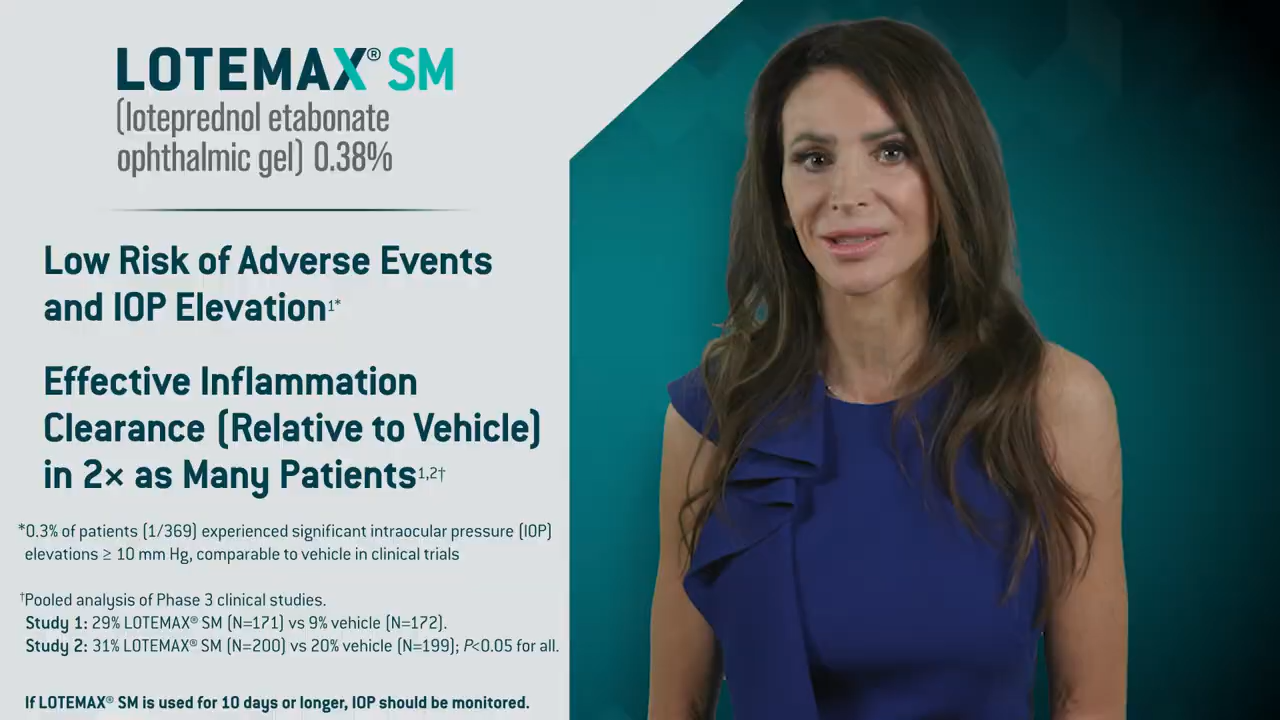 LOTEMAX® SM
(loteprednol etabonate
ophthalmic gel) 0.38%
Low Risk of Adverse Events
and IOP Elevation1*
Effective Inflammation
Clearance (Relative to Vehicle)
in 2× as Many Patients1,2†
*0.3% of patients (1/369) experienced significant intraocular pressure (IOP)
elevations ≥ 10 mm Hg, comparable to vehicle in clinical trials
†Pooled analysis of Phase 3 clinical studies.
Study 1: 29% LOTEMAX® SM (N=171) vs 9% vehicle (N=172).
Study 2: 31% LOTEMAX® SM (N=200) vs 20% vehicle (N=199); P<0.05 for all.
If LOTEMAX® SM is used for 10 days or longer, IOP should be monitored.